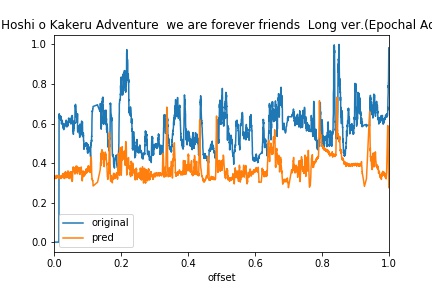 Hoshi o Kakeru Adventure  we are forever friends  Long ver.(Epochal Ad
1.0
0.8
0.6
0.4
0.2
0.0
original
pred
0.0 0.2 0.4 0.6 0.8 1.0
offset